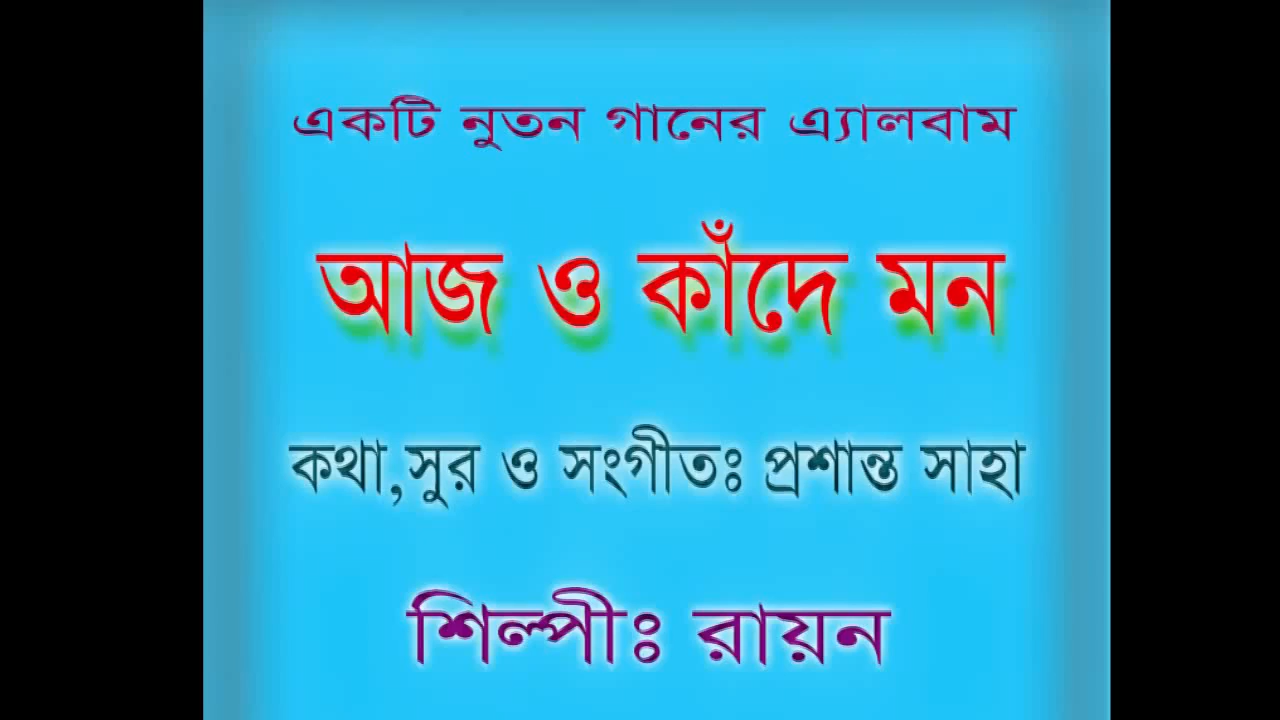 একটি নুতন গানের এ্যালবাম
আজ ও কাঁদে মন
কথা,সুর ও সংগীতঃ প্রশান্ত সাহা
শিল্পীঃ রায়ন